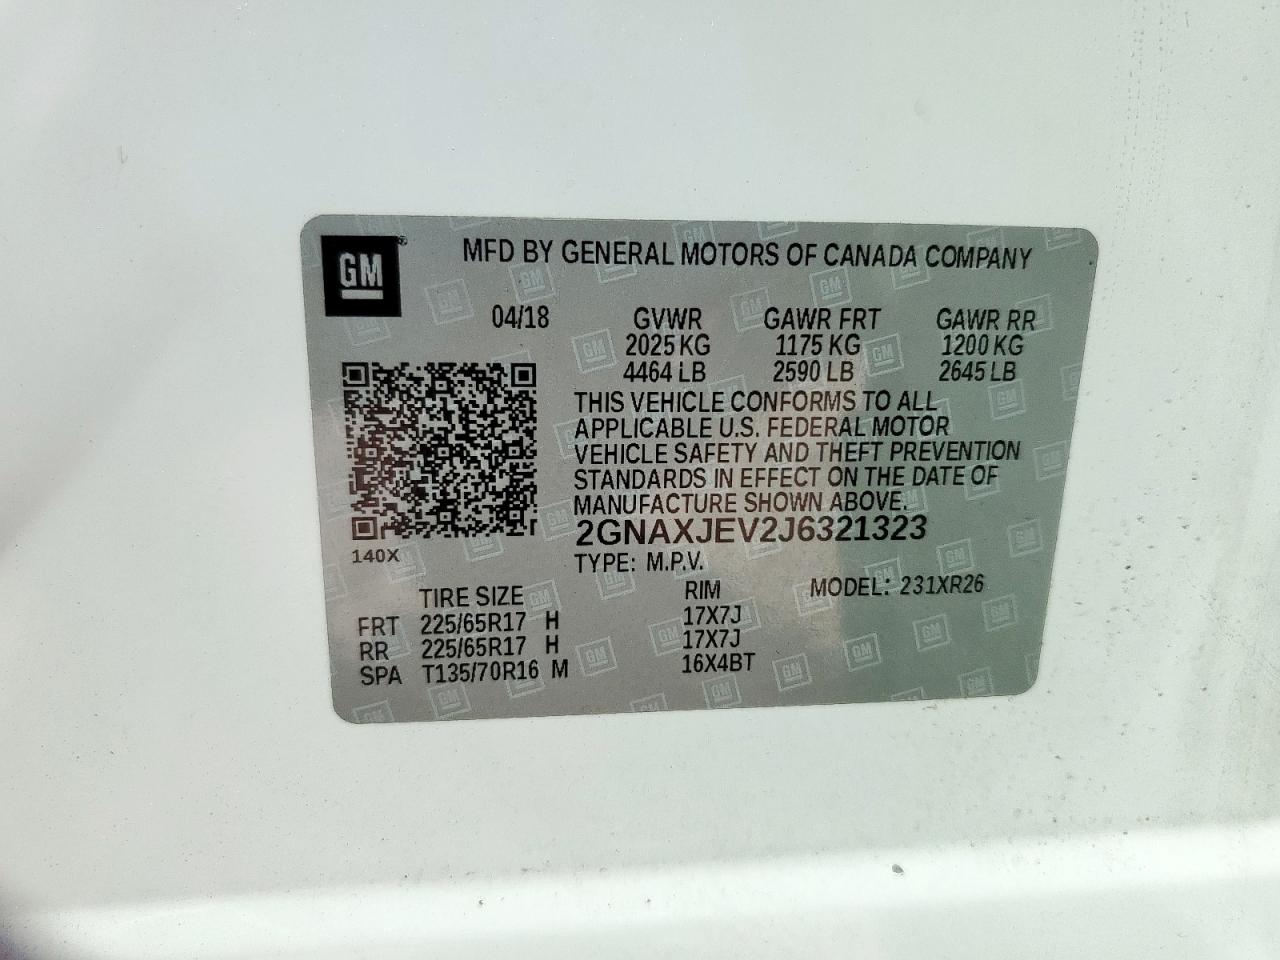 GM ®
MFD BY GENERAL MOTORS OF CANADA COMPANY
04/18 GVWR GAWR FRT GAWR RR
2025 KG 1175 KG 1200 KG
4464 LB 2590 LB 2645 LB
THIS VEHICLE CONFORMS TO ALL
APPLICABLE U.S. FEDERAL MOTOR
VEHICLE SAFETY AND THEFT PREVENTION
STANDARDS IN EFFECT ON THE DATE OF
MANUFACTURE SHOWN ABOVE.
2GNAXJEV2J6321323
140X
TYPE: M.P.V.
TIRE SIZE RIM MODEL: 231XR26
FRT 225/65R17 H 17X7J
RR 225/65R17 H 17X7J
SPA T135/70R16 M 16X4BT